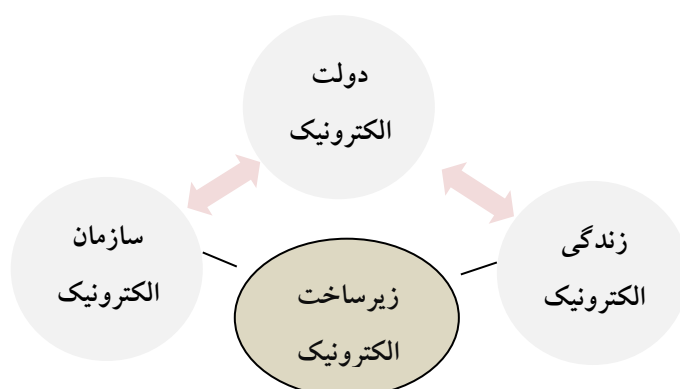 دولت
الکترونیک
سازمان
الکترونیک
زندگی
الکترونیک
زیرساخت
الکترونیک